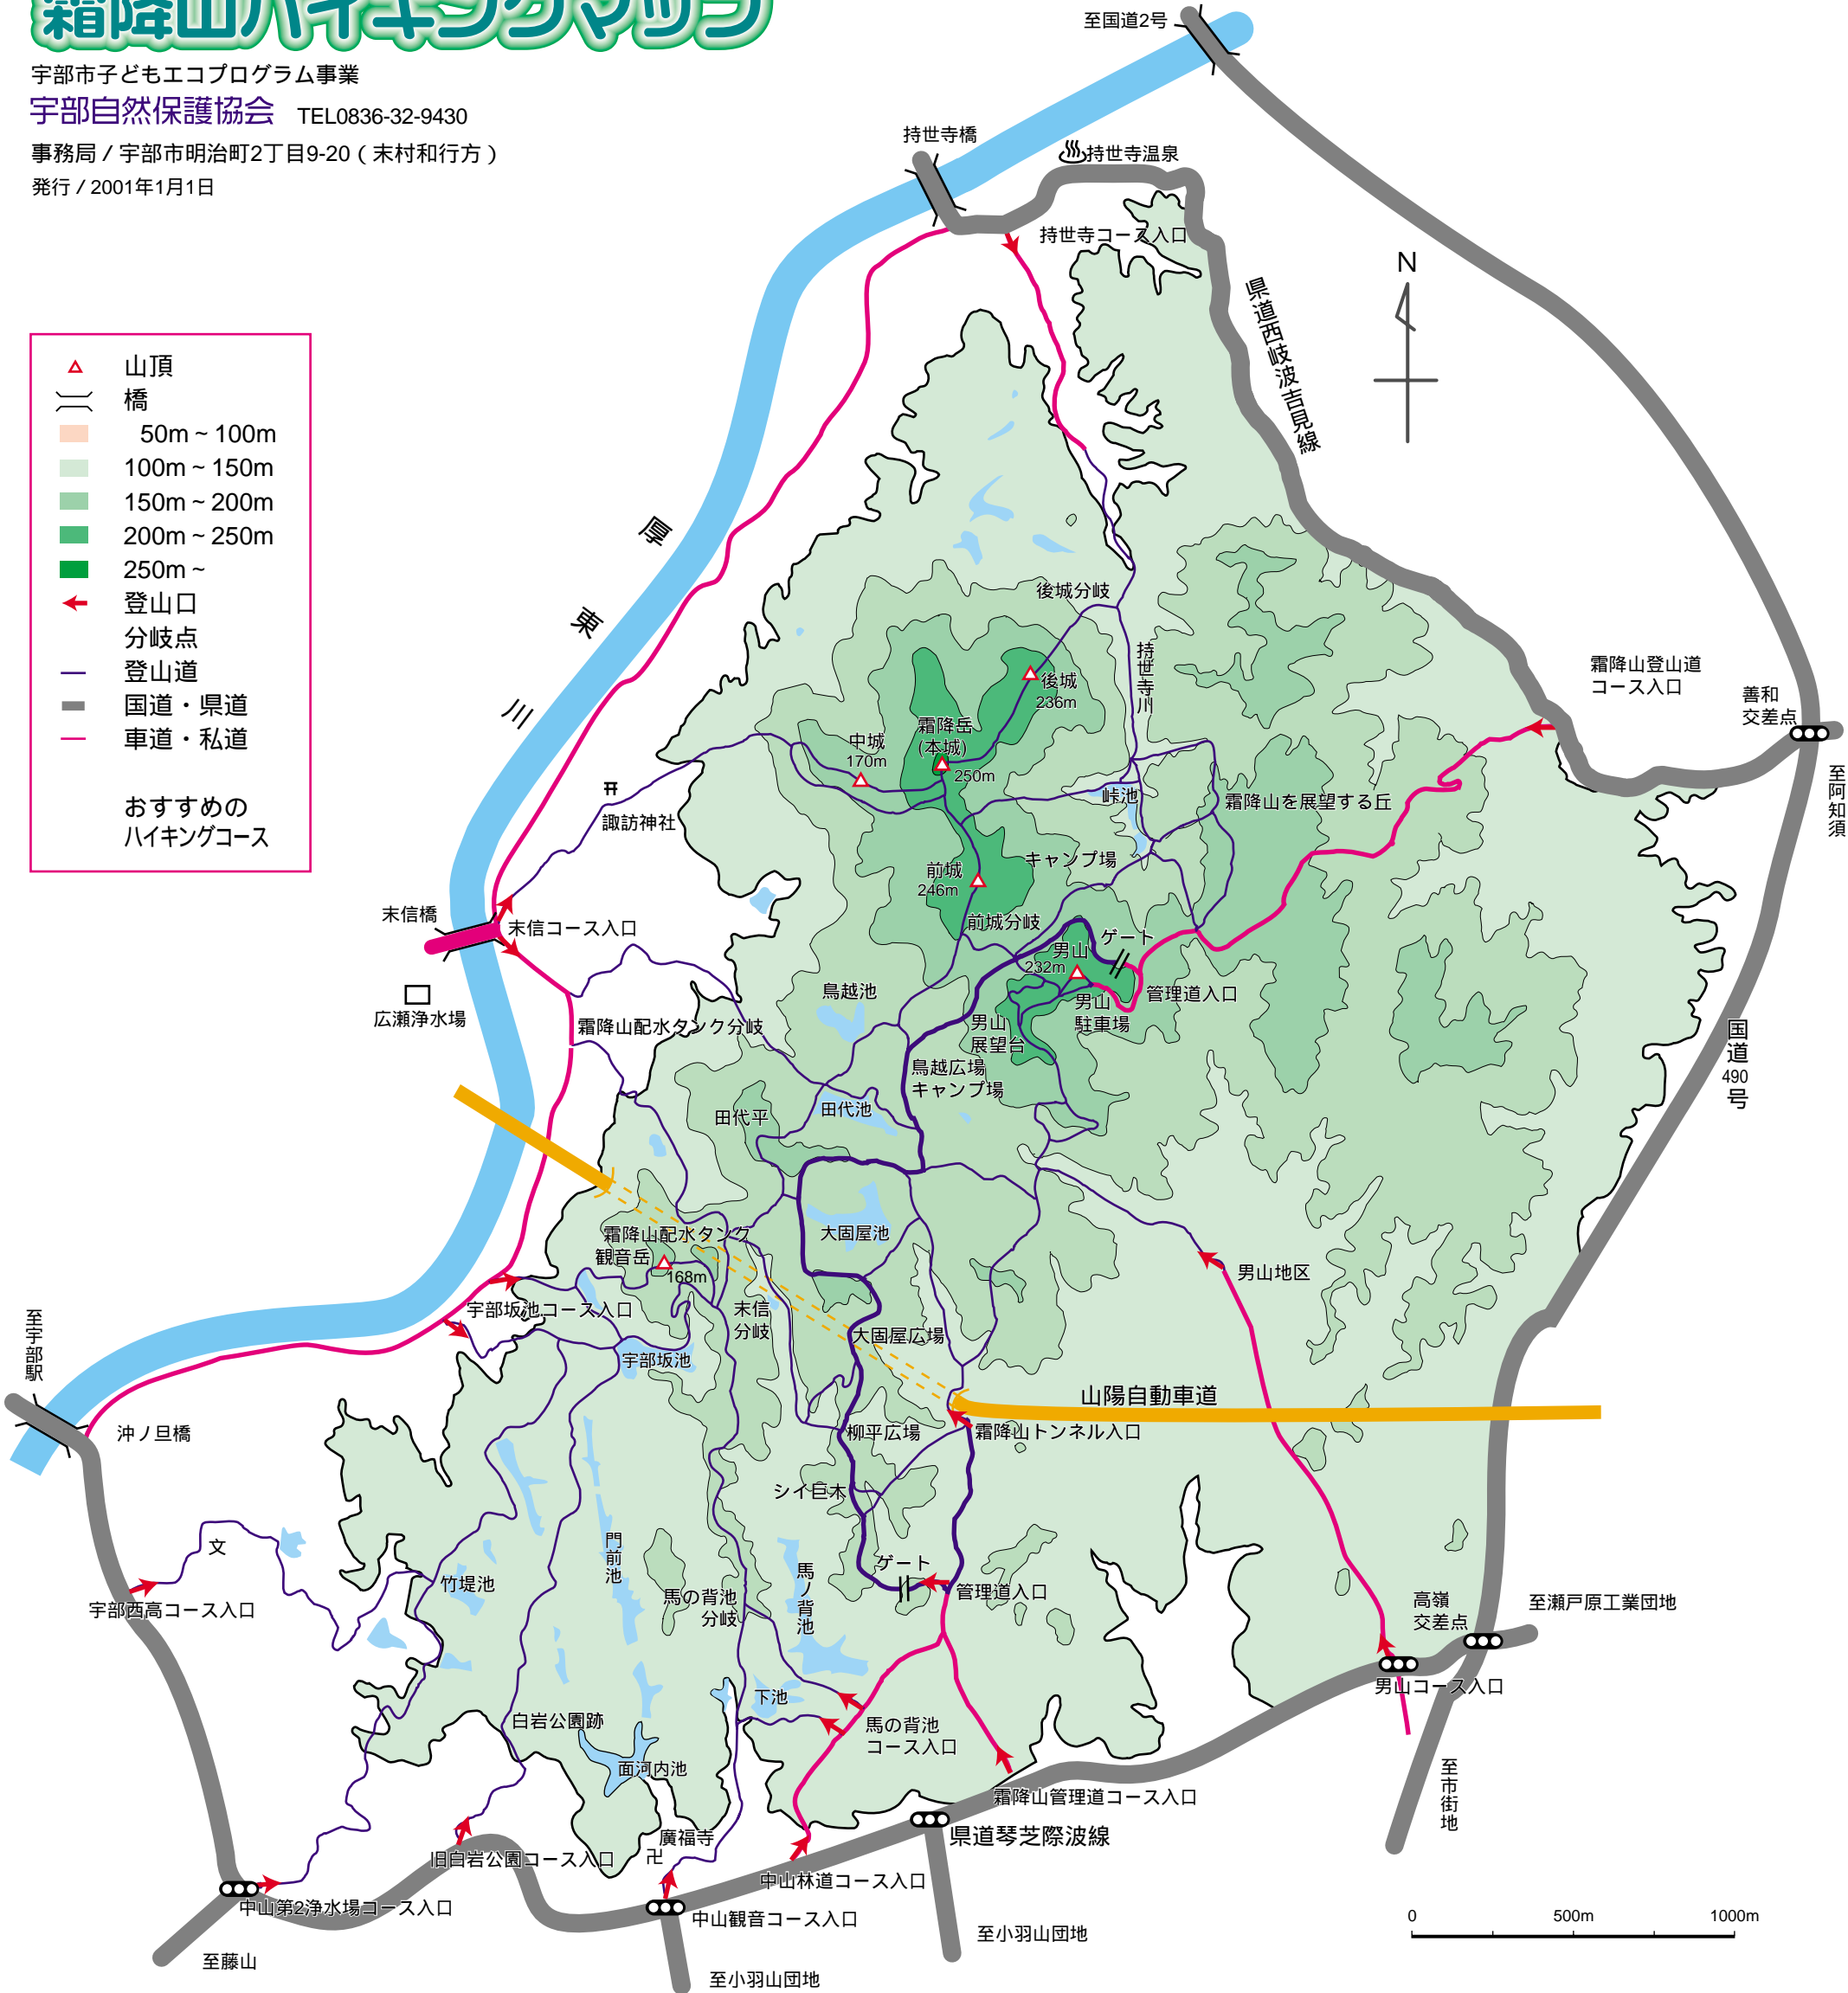 霜降山ハイキングマップ
宇部市子どもエコプログラム事業
宇部自然保護協会 TEL0836-32-9430
事務局 / 宇部市明治町2丁目9-20 ( 末村和行方 )
発行 / 2001年1月1日
山頂
橋
50m ~ 100m
100m ~ 150m
150m ~ 200m
200m ~ 250m
250m ~
登山口
分岐点
登山道
国道・県道
車道・私道
おすすめの
ハイキングコース
至国道2号
持世寺橋
持世寺温泉
持世寺コース入口
県道西岐波吉見線
N
厚
東
川
後城分岐
持世寺川
後城
236m
霜降岳
(本城)
250m
中城
170m
諏訪神社
峠池
霜降山を展望する丘
霜降山登山道
コース入口
善和
交差点
至阿知須
キャンプ場
前城
246m
前城分岐
末信橋
末信コース入口
広瀬浄水場
ゲート
男山
232m
管理道入口
男山
駐車場
男山
展望台
鳥越池
霜降山配水タンク分岐
鳥越広場
キャンプ場
国道
490
号
田代平
田代池
霜降山配水タンク
観音岳
168m
大固屋池
男山地区
宇部坂池コース入口
末信
分岐
大固屋広場
宇部坂池
至宇部駅
沖ノ旦橋
山陽自動車道
柳平広場
霜降山トンネル入口
シイ巨木
文
宇部西高コース入口
竹堤池
門前池
馬の背池
分岐
馬ノ背池
ゲート
管理道入口
高嶺
交差点
至瀬戸原工業団地
男山コース入口
下池
馬の背池
コース入口
白岩公園跡
面河内池
霜降山管理道コース入口
至市街地
県道琴芝際波線
廣福寺
卍
旧白岩公園コース入口
中山林道コース入口
中山第2浄水場コース入口
中山観音コース入口
至小羽山団地
至藤山
至小羽山団地
0 500m 1000m